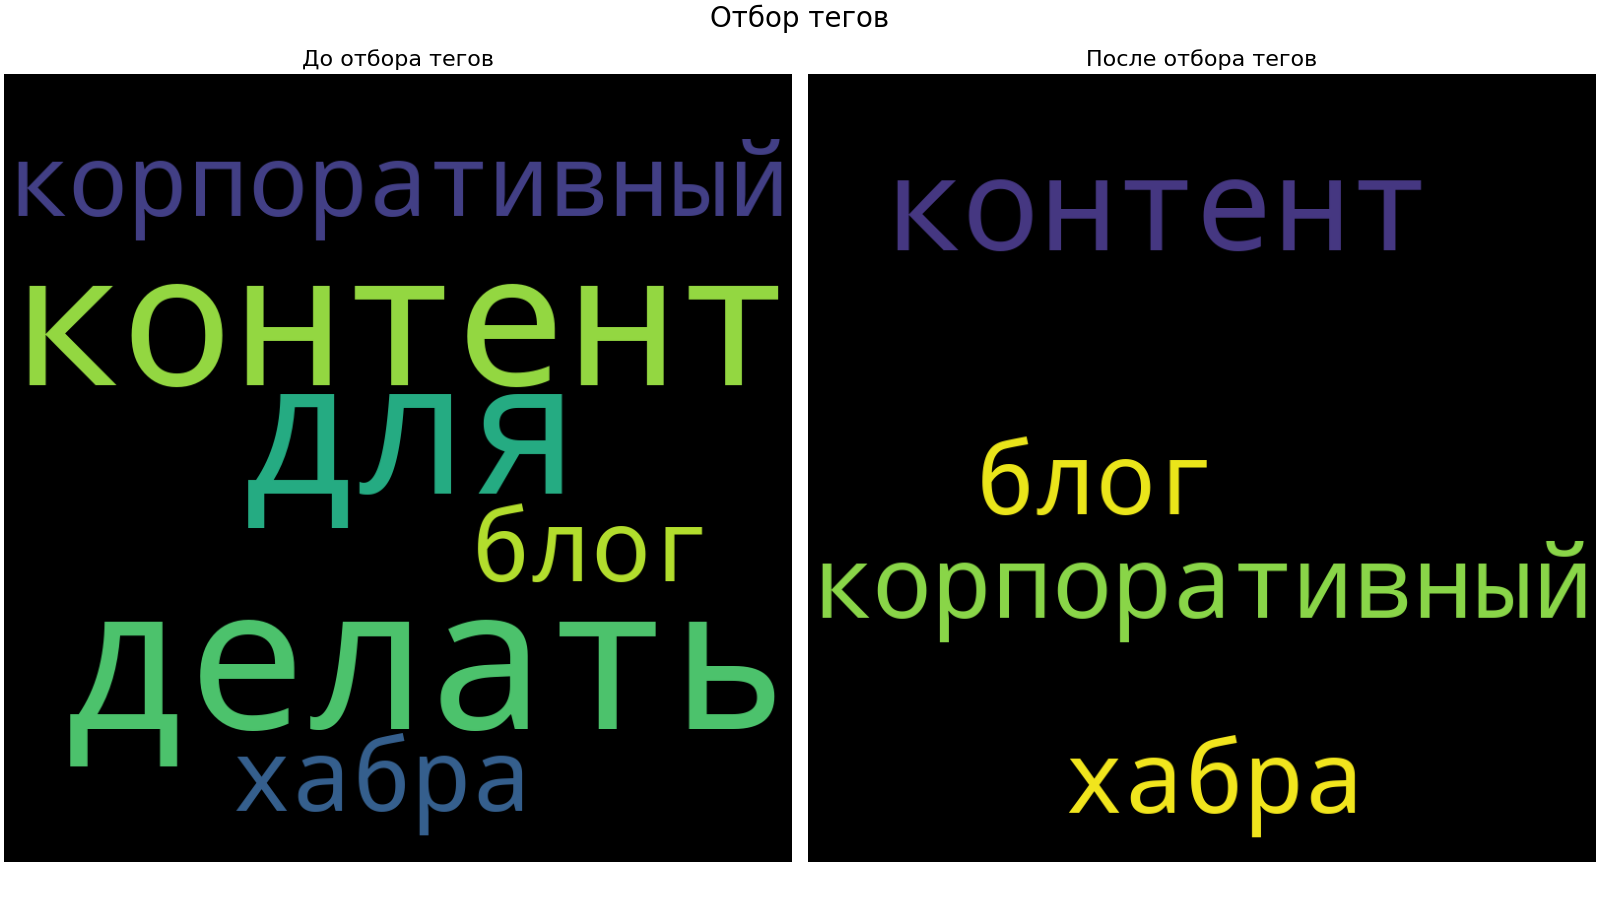 Отбор тегов
До отбора тегов
корпоративный
контент
для
блог
делать
хабра
После отбора тегов
контент
блог
корпоративный
хабра